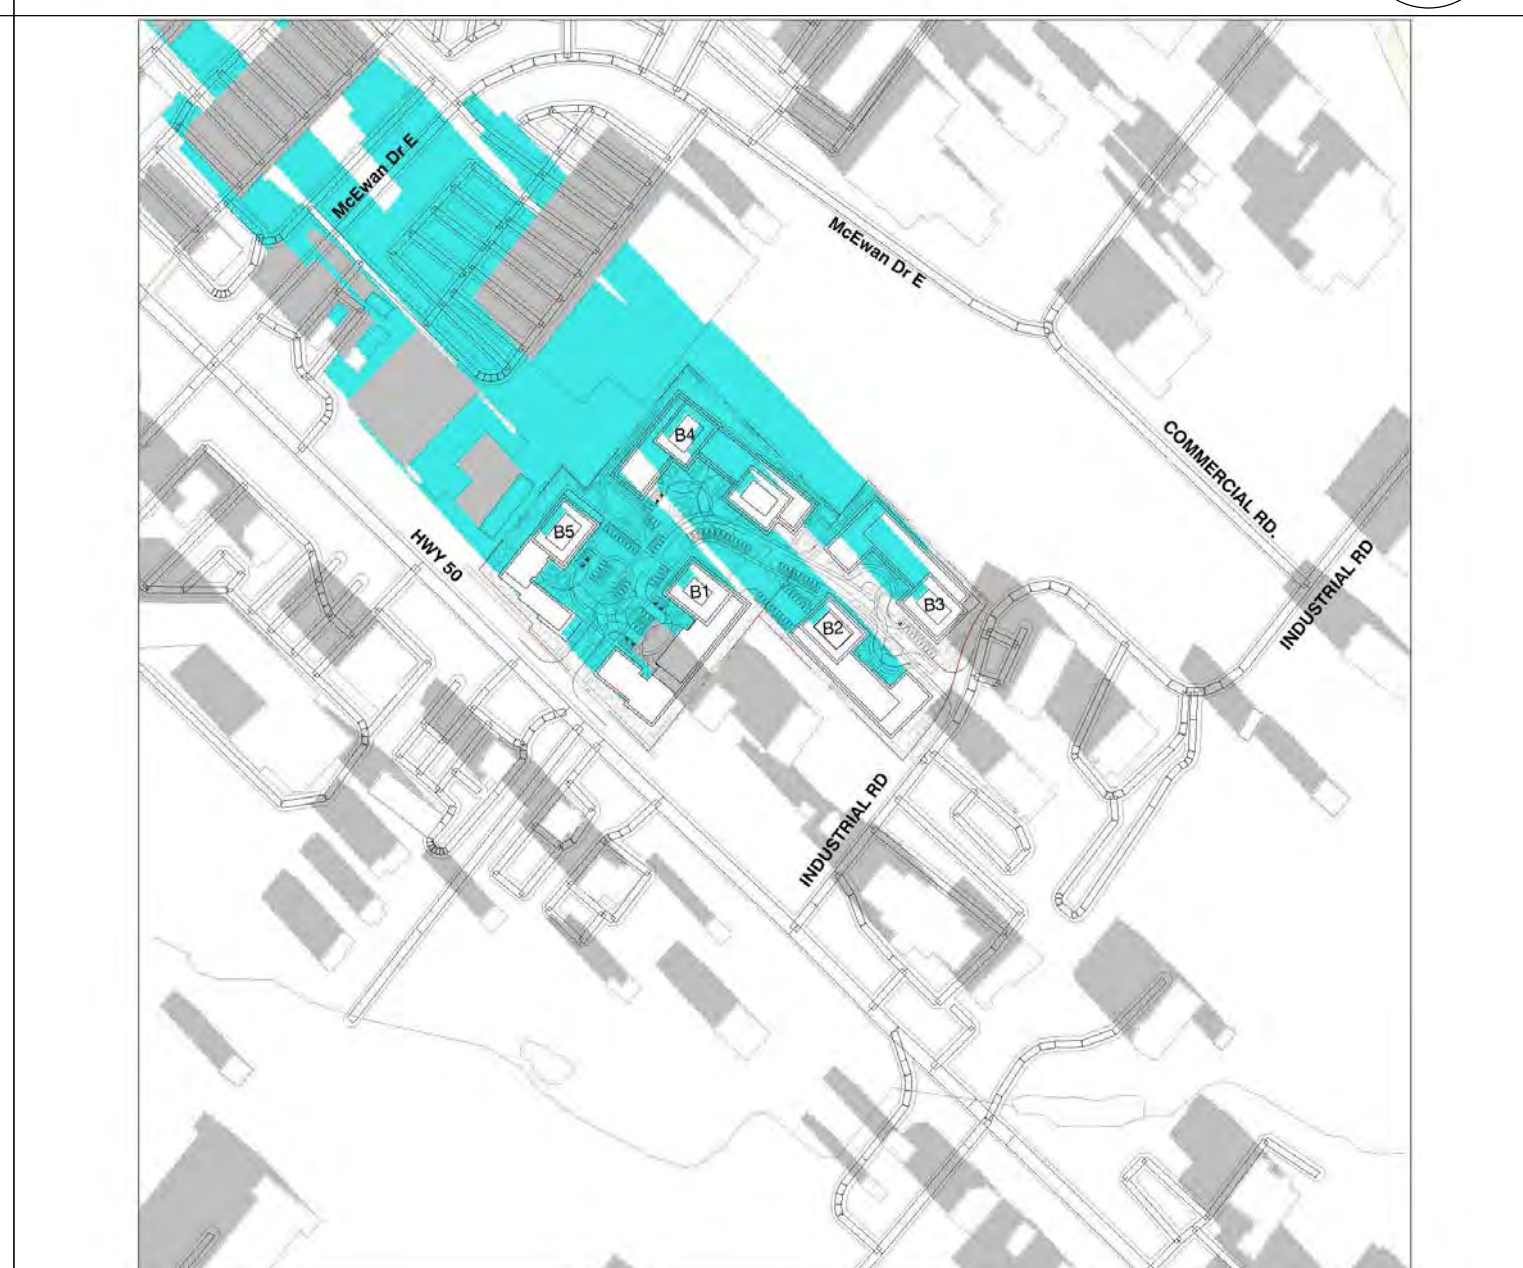 McEwan Dr E
McEwan Dr E
B4
COMMERCIAL RD.
B5
HWY 50
B1
B3
B2
INDUSTRIAL RD
INDUSTRIAL RD